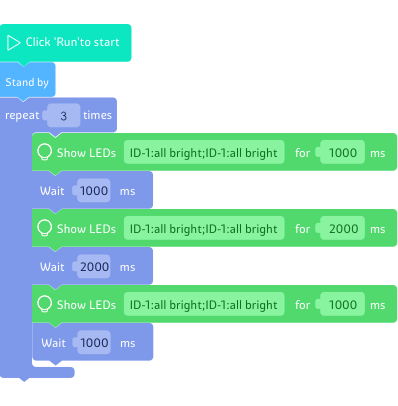 Click 'Run'to start
Stand by
repeat 3 times
Show LEDs ID-1:all bright;ID-1:all bright for 1000 ms
Wait 1000 ms
Show LEDs ID-1:all bright;ID-1:all bright for 2000 ms
Wait 2000 ms
Show LEDs ID-1:all bright;ID-1:all bright for 1000 ms
Wait 1000 ms